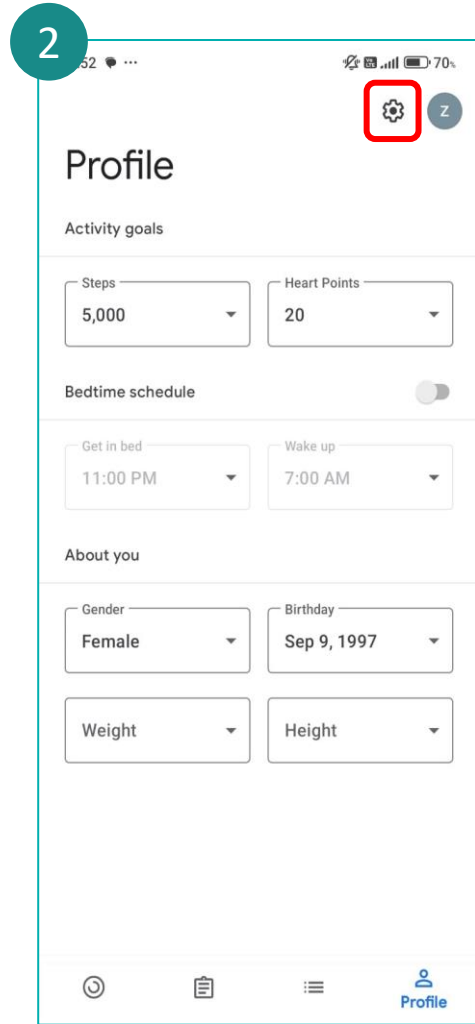 2
:52 ••• 70%
Z
Profile
Activity goals
Steps Heart Points
5,000 20
Bedtime schedule
Get in bed Wake up
11:00 PM 7:00 AM
About you
Gender Birthday
Female Sep 9, 1997
Weight Height
Profile